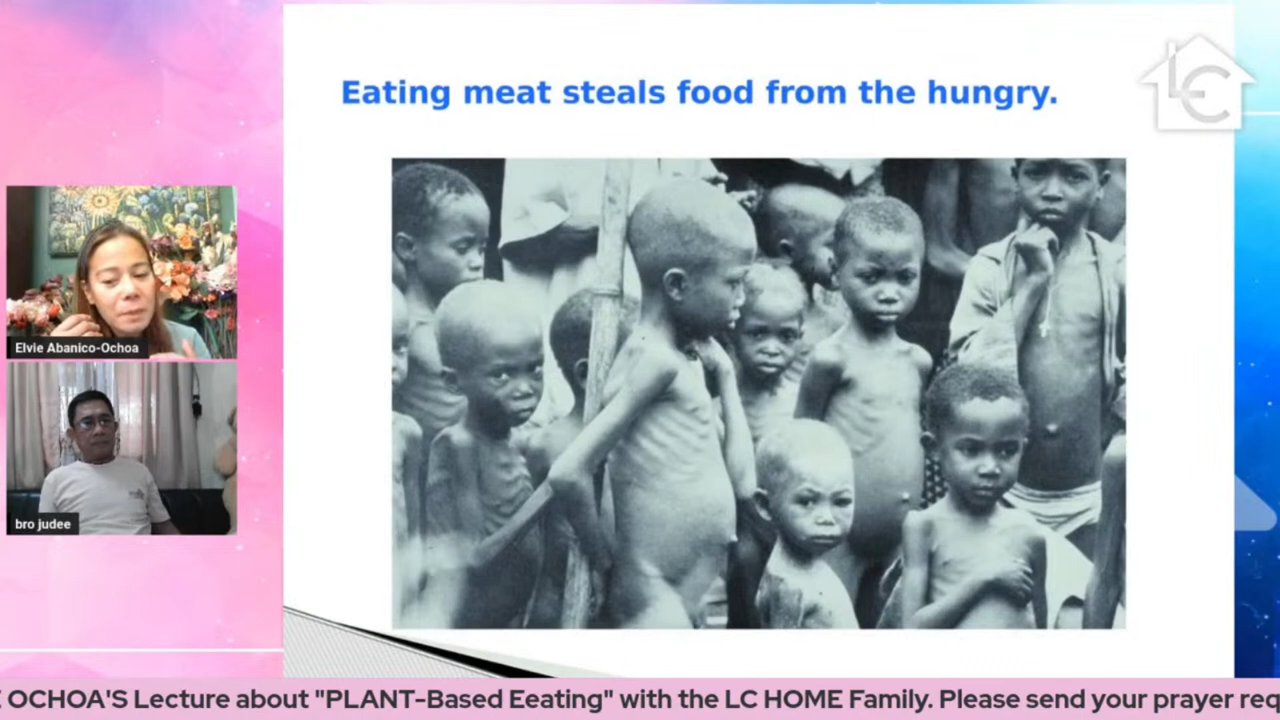 Eating meat steals food from the hungry.
LC
Elvie Abanico-Ochoa
bro judee
OCHOA'S Lecture about "PLANT-Based Eeating" with the LC HOME Family. Please send your prayer req